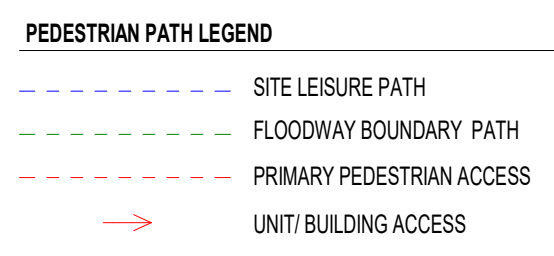 PEDESTRIAN PATH LEGEND
SITE LEISURE PATH
FLOODWAY BOUNDARY PATH
PRIMARY PEDESTRIAN ACCESS
UNIT/ BUILDING ACCESS